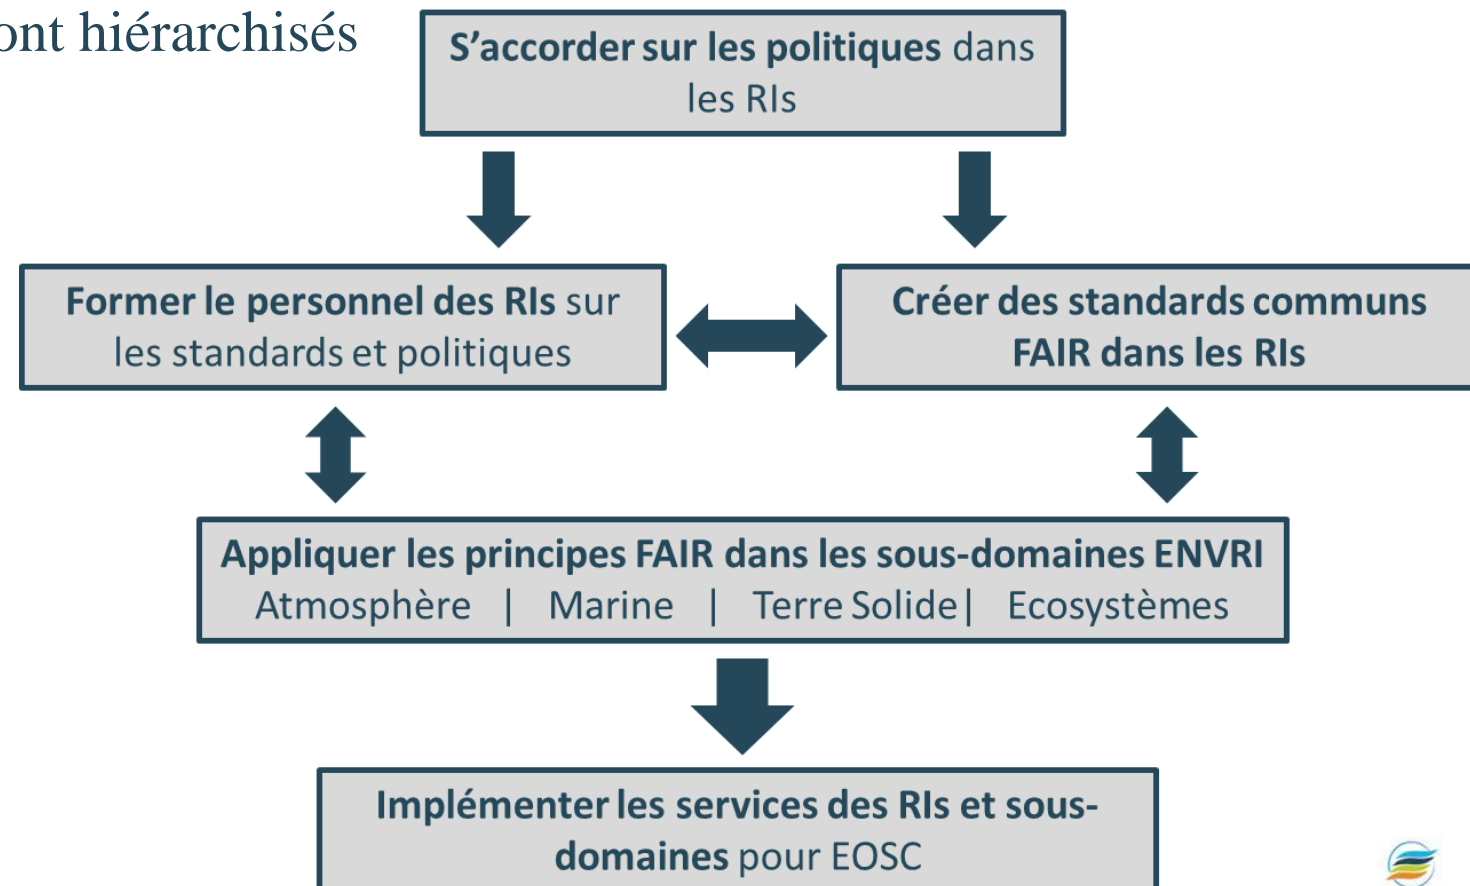 ont hiérarchisés
S’accorder sur les politiques dans
les RIs
Former le personnel des RIs sur
les standards et politiques
Créer des standards communs
FAIR dans les RIs
Appliquer les principes FAIR dans les sous-domaines ENVRI
Atmosphère | Marine | Terre Solide| Ecosystèmes
Implémenter les services des RIs et sous-
domaines pour EOSC